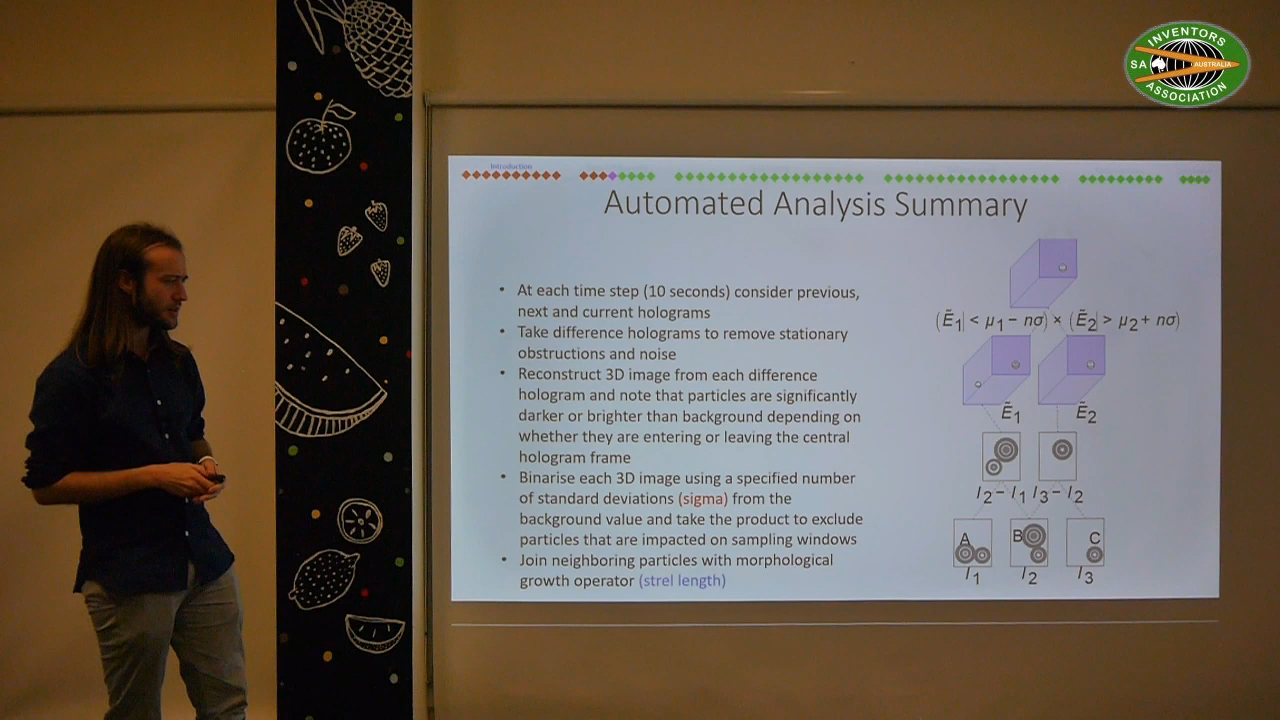 INVENTORS
SA AUSTRALIA
ASSOCIATION
Introduction
Automated Analysis Summary
• At each time step (10 seconds) consider previous,
next and current holograms
• Take difference holograms to remove stationary
obstructions and noise
• Reconstruct 3D image from each difference
hologram and note that particles are significantly
darker or brighter than background depending on
whether they are entering or leaving the central
hologram frame
• Binarise each 3D image using a specified number
of standard deviations (sigma) from the
background value and take the product to exclude
particles that are impacted on sampling windows
• Join neighboring particles with morphological
growth operator (strel length)
(Ē₁| < μ₁ − nσ) × (Ē₂| > μ₂ + nσ)
Ē₁ Ē₂
I₂ − I₁ I₃ − I₂
A B C
I₁ I₂ I₃